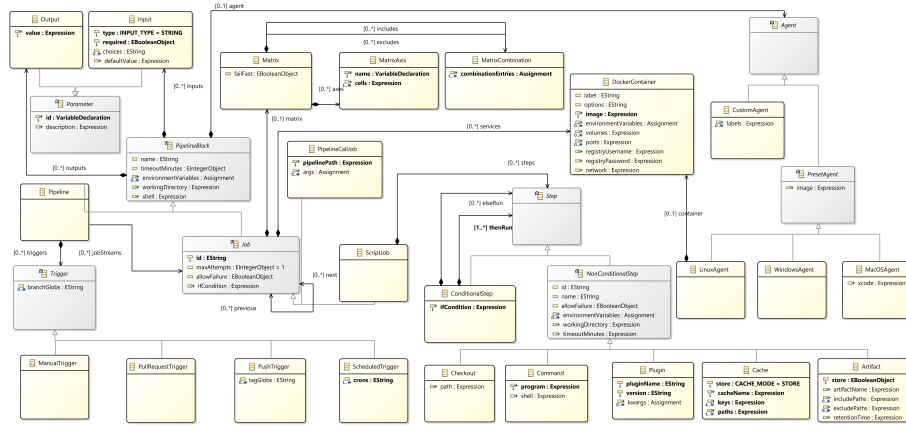 [0..1] agent
Output
value : Expression
Input
type : INPUT_TYPE = STRING
required : EBooleanObject
choices : EString
defaultValue : Expression
[0..*] includes
[0..*] excludes
Agent
Matrix
failFast : EBooleanObject
[0..*] axes
MatrixAxis
name : VariableDeclaration
cells : Expression
MatrixCombination
combinationEntries : Assignment
DockerContainer
label : EString
options : EString
image : Expression
environmentVariables : Assignment
volumes : Expression
ports : Expression
registryUsername : Expression
registryPassword : Expression
network : Expression
[0..*] inputs
Parameter
id : VariableDeclaration
description : Expression
CustomAgent
labels : Expression
[0..1] matrix
[0..*] services
PipelineBlock
name : EString
timeoutMinutes : EIntegerObject
environmentVariables : Assignment
workingDirectory : Expression
shell : Expression
PipelineCallJob
pipelinePath : Expression
args : Assignment
[0..*] steps
[0..*] outputs
PresetAgent
image : Expression
Pipeline
[0..*] elseRun
Step
[0..1] container
[1..*] thenRun
[0..*] triggers
[0..*] jobStreams
Job
id : EString
maxAttempts : EIntegerObject = 1
allowFailure : EBooleanObject
ifCondition : Expression
ScriptJob
[0..*] next
[0..*] previous
Trigger
branchGlobs : EString
ConditionalStep
ifCondition : Expression
NonConditionalStep
id : EString
name : EString
allowFailure : EBooleanObject
environmentVariables : Assignment
workingDirectory : Expression
timeoutMinutes : Expression
LinuxAgent
WindowsAgent
MacOSAgent
xcode : Expression
ManualTrigger
PullRequestTrigger
PushTrigger
tagGlobs : EString
ScheduledTrigger
crons : EString
Checkout
path : Expression
Command
program : Expression
shell : Expression
Plugin
pluginName : EString
version : EString
kwargs : Assignment
Cache
store : CACHE_MODE = STORE
cacheName : Expression
keys : Expression
paths : Expression
Artifact
store : EBooleanObject
artifactName : Expression
includePaths : Expression
excludePaths : Expression
retentionTime : Expression